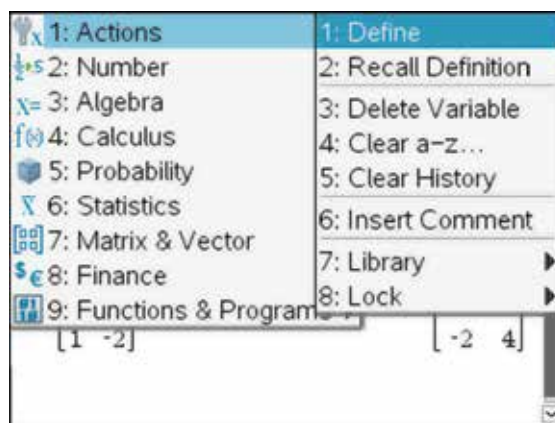 1: Actions
2: Number
3: Algebra
4: Calculus
5: Probability
6: Statistics
7: Matrix & Vector
8: Finance
9: Functions & Program
1: Define
2: Recall Definition
3: Delete Variable
4: Clear a-z...
5: Clear History
6: Insert Comment
7: Library
8: Lock
[1 -2]
[-2 4]